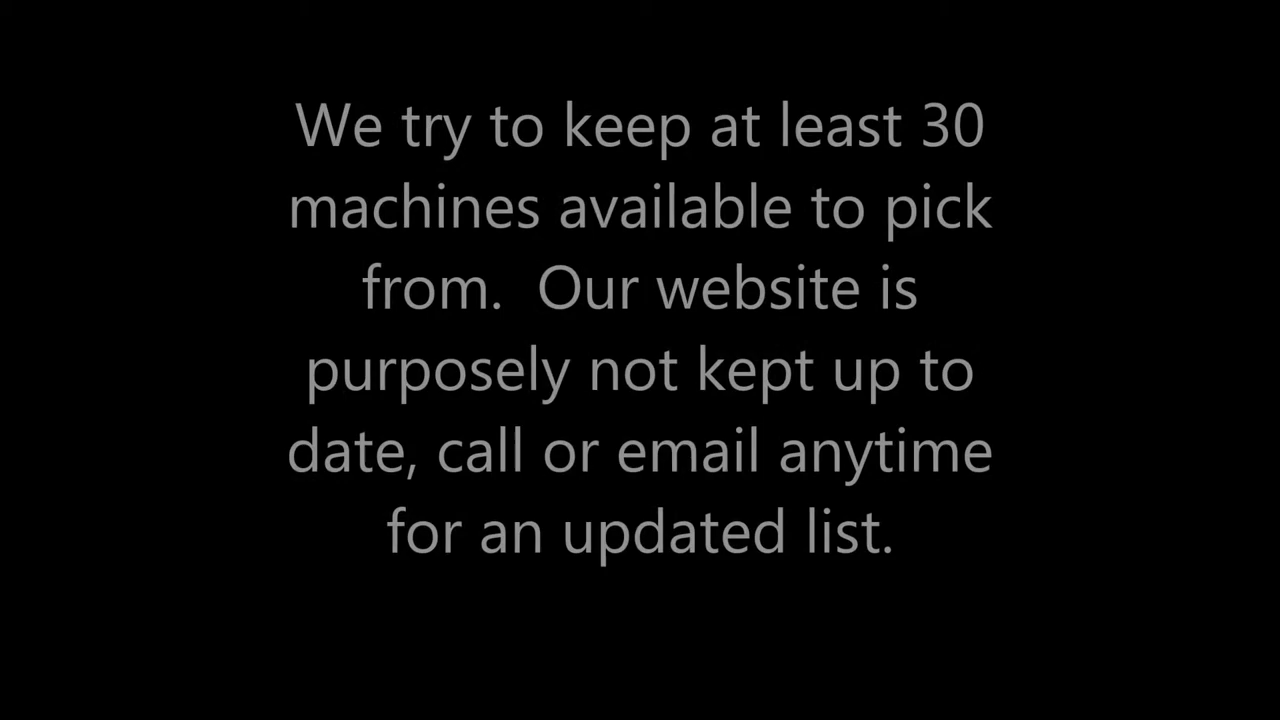 We try to keep at least 30
machines available to pick
from.  Our website is
purposely not kept up to
date, call or email anytime
for an updated list.